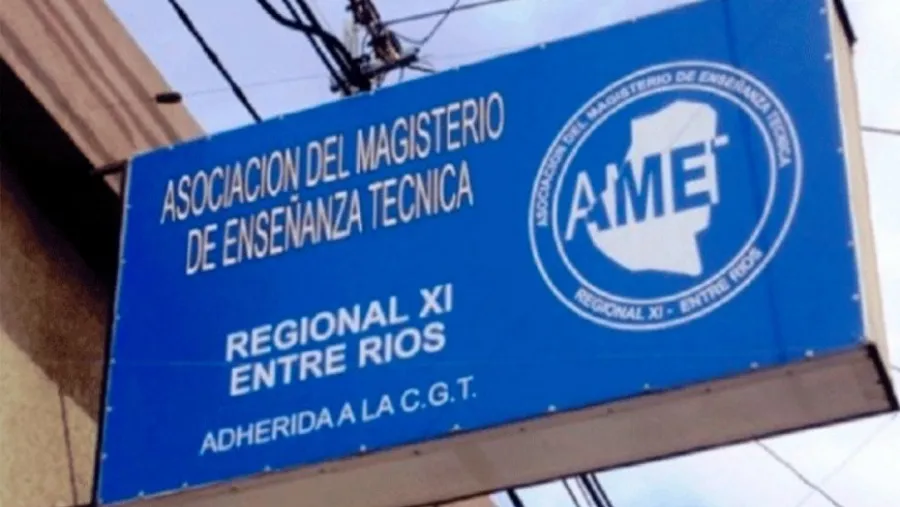 ASOCIACION DEL MAGISTERIO
DE ENSEÑANZA TECNICA
REGIONAL XI
ENTRE RIOS
ADHERIDA A LA C.G.T.
ASOCIACION DEL MAGISTERIO DE ENSEÑANZA TECNICA
AMET
REGIONAL XI - ENTRE RIOS